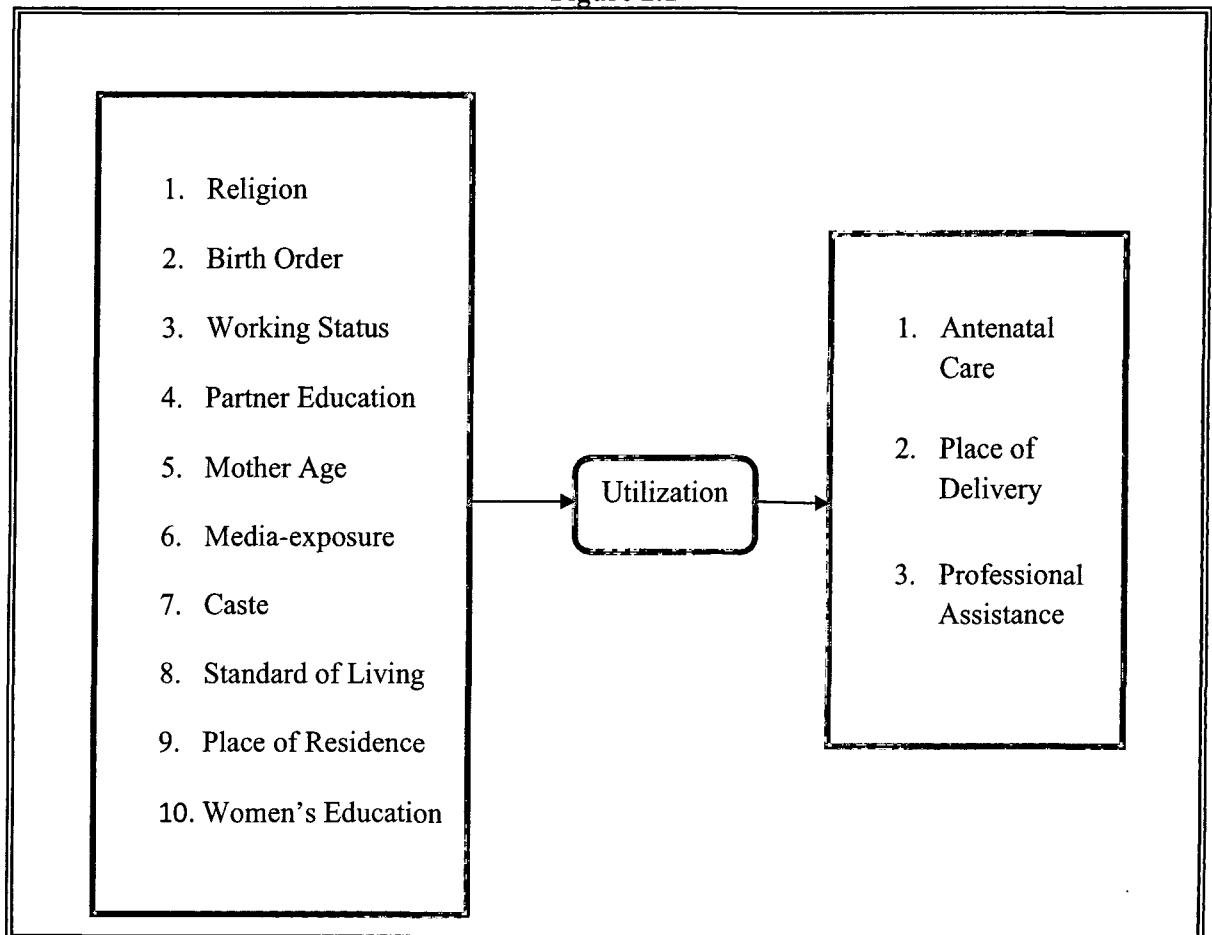 1. Religion
2. Birth Order
3. Working Status
4. Partner Education
5. Mother Age
6. Media-exposure
7. Caste
8. Standard of Living
9. Place of Residence
10. Women's Education
Utilization
1. Antenatal
Care
2. Place of
Delivery
3. Professional
Assistance